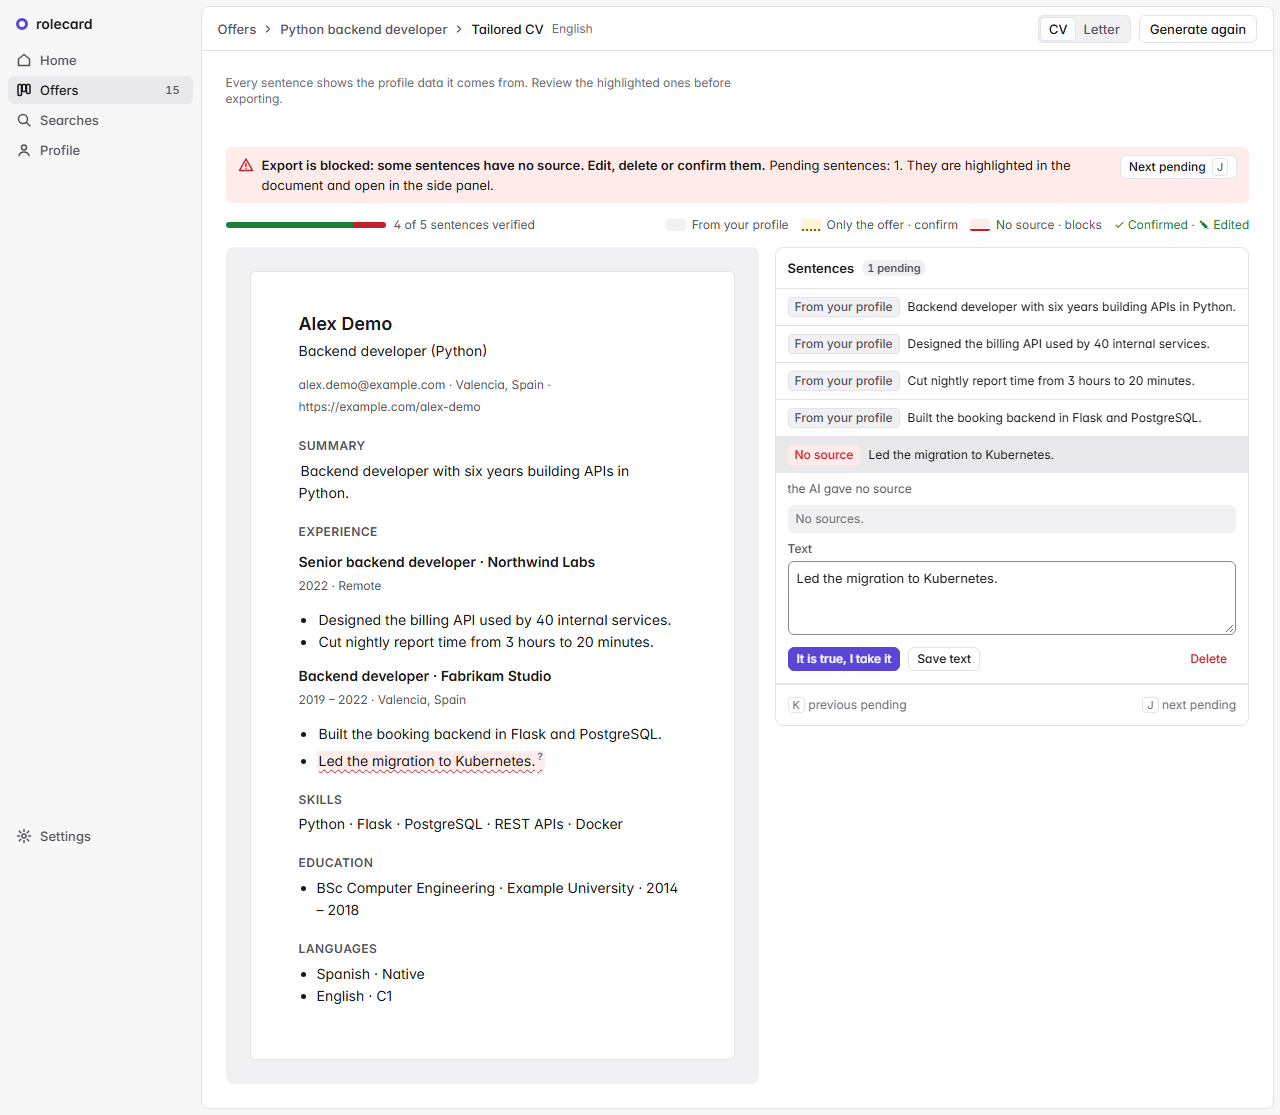 rolecard
Home
Offers 15
Searches
Profile
Settings
Offers > Python backend developer > Tailored CV English
CV Letter Generate again
Every sentence shows the profile data it comes from. Review the highlighted ones before
exporting.
Export is blocked: some sentences have no source. Edit, delete or confirm them. Pending sentences: 1. They are highlighted in the
document and open in the side panel.
Next pending J
4 of 5 sentences verified
From your profile Only the offer · confirm No source · blocks ✓ Confirmed · ✎ Edited
Alex Demo
Backend developer (Python)
alex.demo@example.com · Valencia, Spain ·
https://example.com/alex-demo
SUMMARY
Backend developer with six years building APIs in
Python.
EXPERIENCE
Senior backend developer · Northwind Labs
2022 · Remote
• Designed the billing API used by 40 internal services.
• Cut nightly report time from 3 hours to 20 minutes.
Backend developer · Fabrikam Studio
2019 – 2022 · Valencia, Spain
• Built the booking backend in Flask and PostgreSQL.
• Led the migration to Kubernetes. ?
SKILLS
Python · Flask · PostgreSQL · REST APIs · Docker
EDUCATION
• BSc Computer Engineering · Example University · 2014
– 2018
LANGUAGES
• Spanish · Native
• English · C1
Sentences 1 pending
From your profile Backend developer with six years building APIs in Python.
From your profile Designed the billing API used by 40 internal services.
From your profile Cut nightly report time from 3 hours to 20 minutes.
From your profile Built the booking backend in Flask and PostgreSQL.
No source Led the migration to Kubernetes.
the AI gave no source
No sources.
Text
Led the migration to Kubernetes.
It is true, I take it Save text Delete
K previous pending J next pending